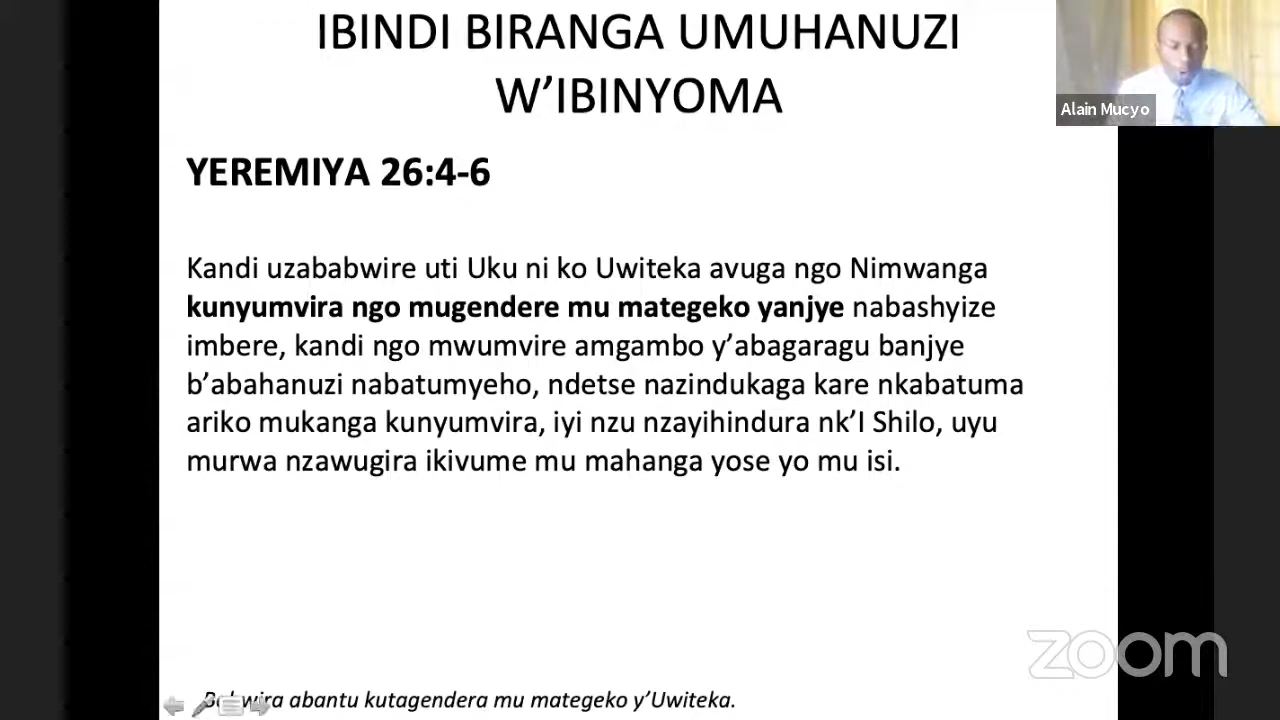 IBINDI BIRANGA UMUHANUZI
W'IBINYOMA
Alain Mucyo
YEREMIYA 26:4-6
Kandi uzababwire uti Uku ni ko Uwiteka avuga ngo Nimwanga
kunyumvira ngo mugendere mu mategeko yanjye nabashyize
imbere, kandi ngo mwumvire amgambo y'abagaragu banjye
b'abahanuzi nabatumyeho, ndetse nazindukaga kare nkabatuma
ariko mukanga kunyumvira, iyi nzu nzayihindura nk'I Shilo, uyu
murwa nzawugira ikivume mu mahanga yose yo mu isi.
zoom
abantu kutagendera mu mategeko y'Uwiteka.